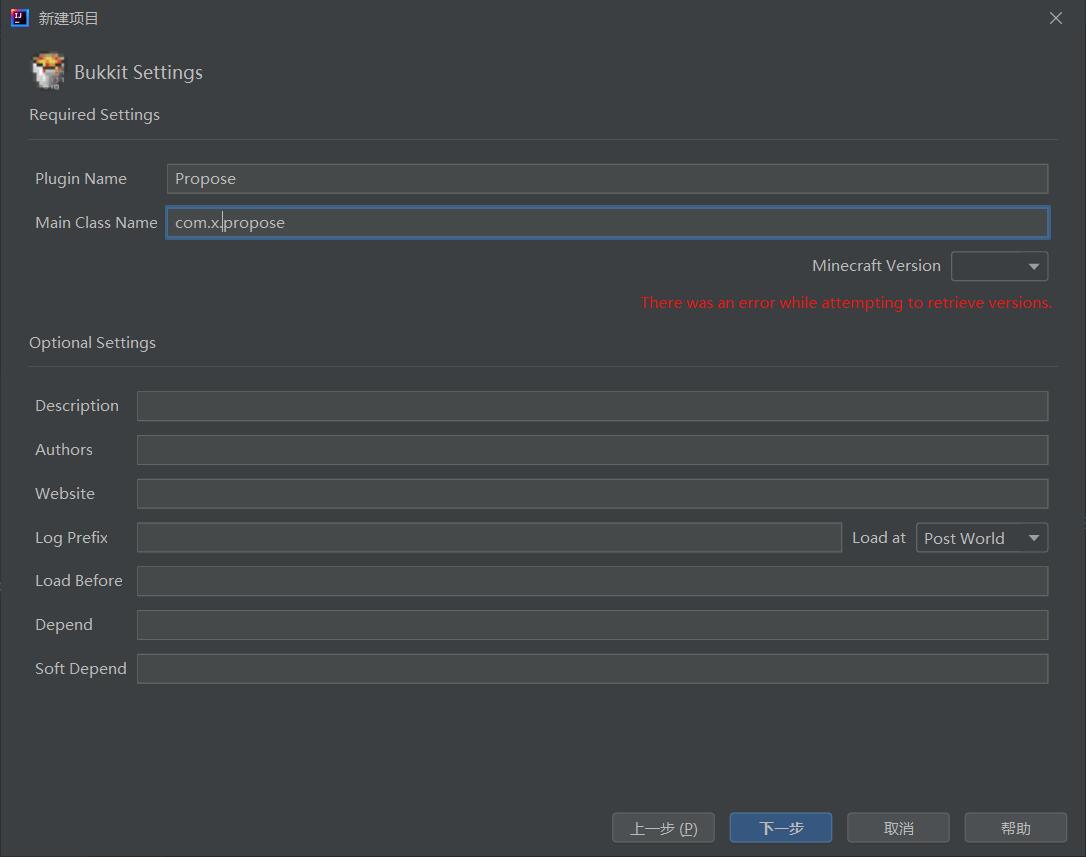 新建项目
Bukkit Settings
Required Settings
Plugin Name Propose
Main Class Name com.x.propose
Minecraft Version
There was an error while attempting to retrieve versions.
Optional Settings
Description
Authors
Website
Log Prefix Load at Post World
Load Before
Depend
Soft Depend
上一步 (P) 下一步 取消 帮助